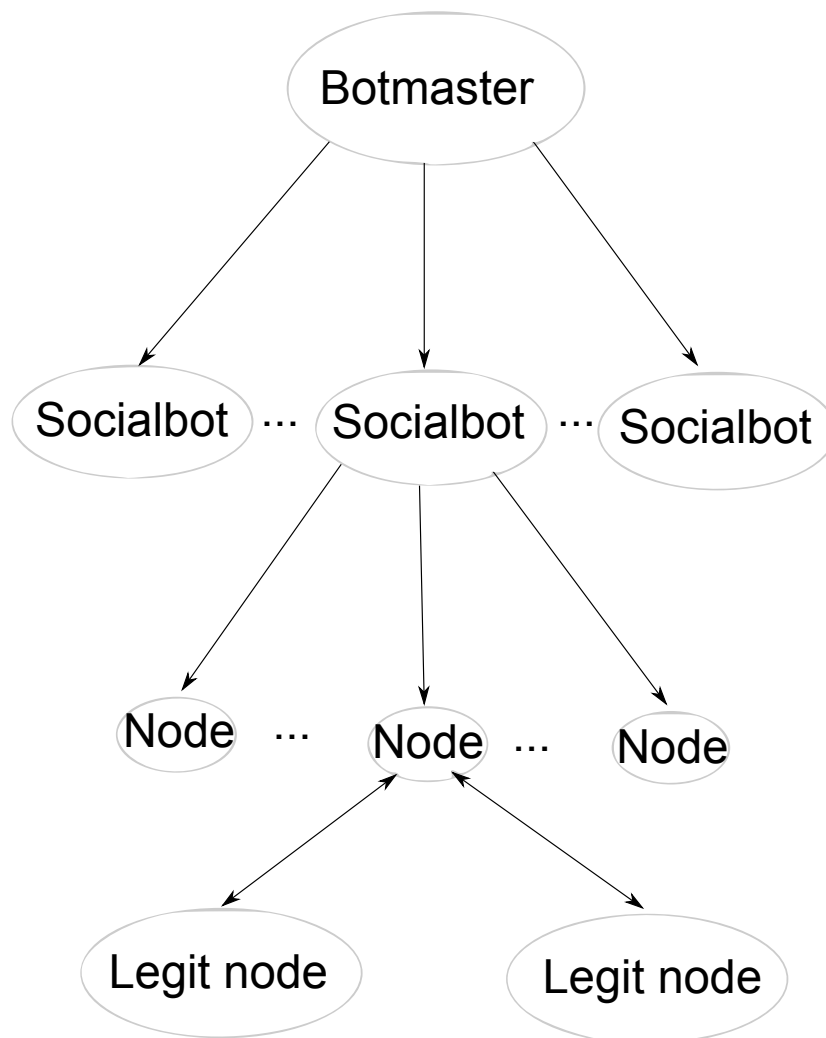 Botmaster
Socialbot ... Socialbot ... Socialbot
Node ... Node ... Node
Legit node Legit node